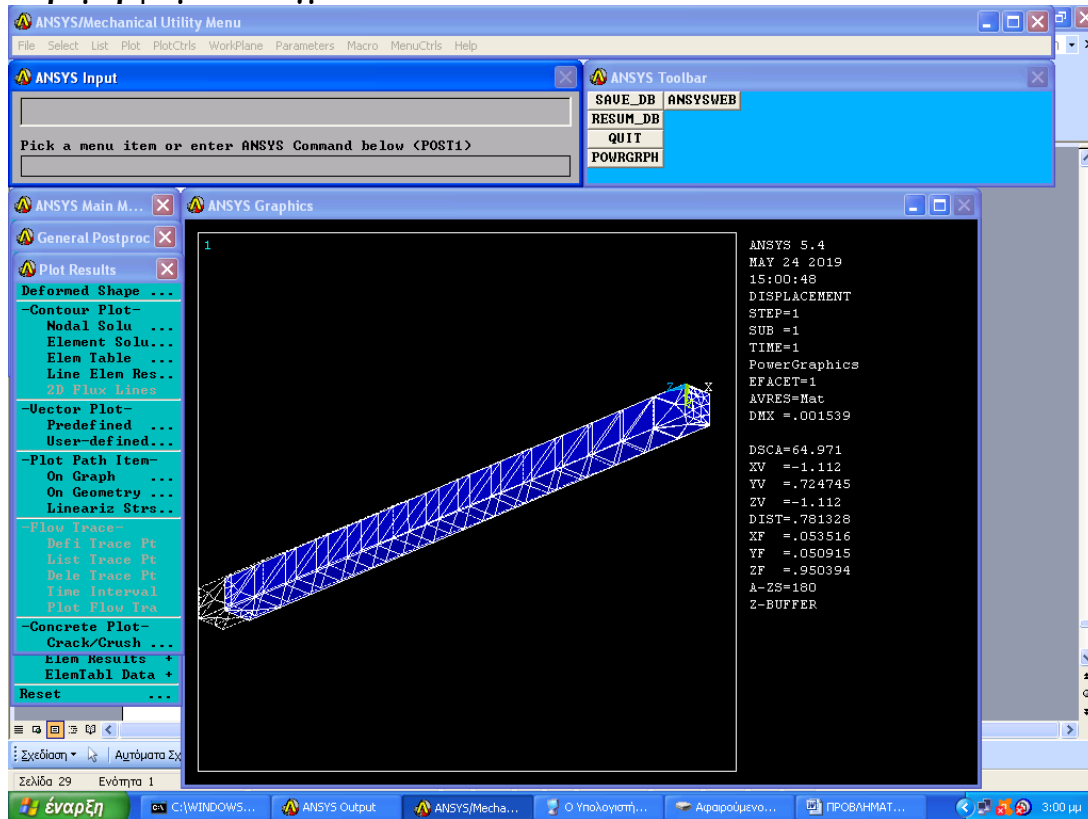 ANSYS/Mechanical Utility Menu
File Select List Plot PlotCtrls WorkPlane Parameters Macro MenuCtrls Help
ANSYS Input
Pick a menu item or enter ANSYS Command below (POST1)
ANSYS Toolbar
SAVE_DB ANSYSWEB
RESUM_DB
QUIT
POWRGRPH
ANSYS Main M...
General Postproc
Plot Results
Deformed Shape ...
-Contour Plot-
Nodal Solu ...
Element Solu...
Elem Table ...
Line Elem Res..
2D Flux Lines
-Vector Plot-
Predefined ...
User-defined...
-Plot Path Item-
On Graph ...
On Geometry ...
Lineariz Strs..
-Flow Trace-
Defi Trace Pt
List Trace Pt
Dele Trace Pt
Time Interval
Plot Flow Tra
-Concrete Plot-
Crack/Crush ...
Elem Results +
ElemTabl Data +
Reset ...
ANSYS Graphics
1
Z X
ANSYS 5.4
MAY 24 2019
15:00:48
DISPLACEMENT
STEP=1
SUB =1
TIME=1
PowerGraphics
EFACET=1
AVRES=Mat
DMX =.001539
DSCA=64.971
XV =-1.112
YV =.724745
ZV =-1.112
DIST=.781328
XF =.053516
YF =.050915
ZF =.950394
A-ZS=180
Z-BUFFER
Σχεδίαση Αυτόματα Σχ
Σελίδα 29 Ενότητα 1
έναρξη C:\WINDOWS... ANSYS Output ANSYS/Mecha... Ο Υπολογιστή... Αφαιρούμενο... ΠΡΟΒΛΗΜΑΤ... 3:00 μμ